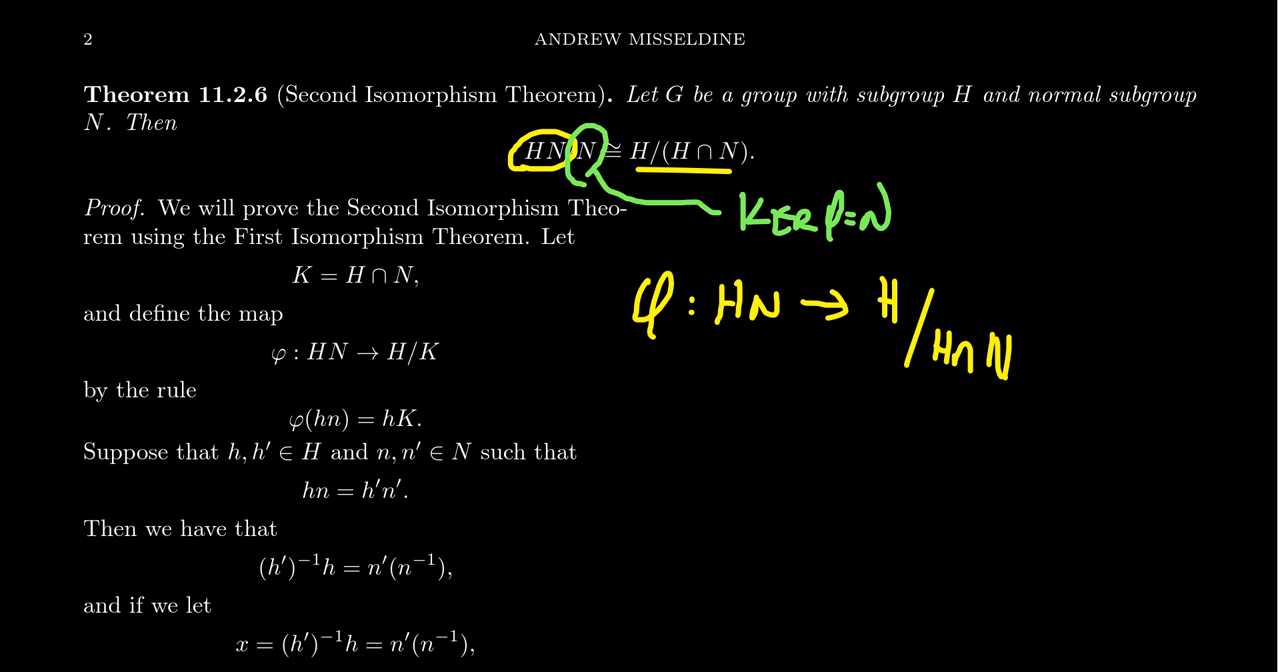 2 ANDREW MISSELDINE
Theorem 11.2.6 (Second Isomorphism Theorem). Let G be a group with subgroup H and normal subgroup
N. Then
HN/N ≅ H/(H ∩ N).
Proof. We will prove the Second Isomorphism Theo-
rem using the First Isomorphism Theorem. Let
KER φ=N
K = H ∩ N,
φ : HN → H/H∩N
and define the map
φ : HN → H/K
by the rule
φ(hn) = hK.
Suppose that h, h′ ∈ H and n, n′ ∈ N such that
hn = h′n′.
Then we have that
(h′)⁻¹h = n′(n⁻¹),
and if we let
x = (h′)⁻¹h = n′(n⁻¹),